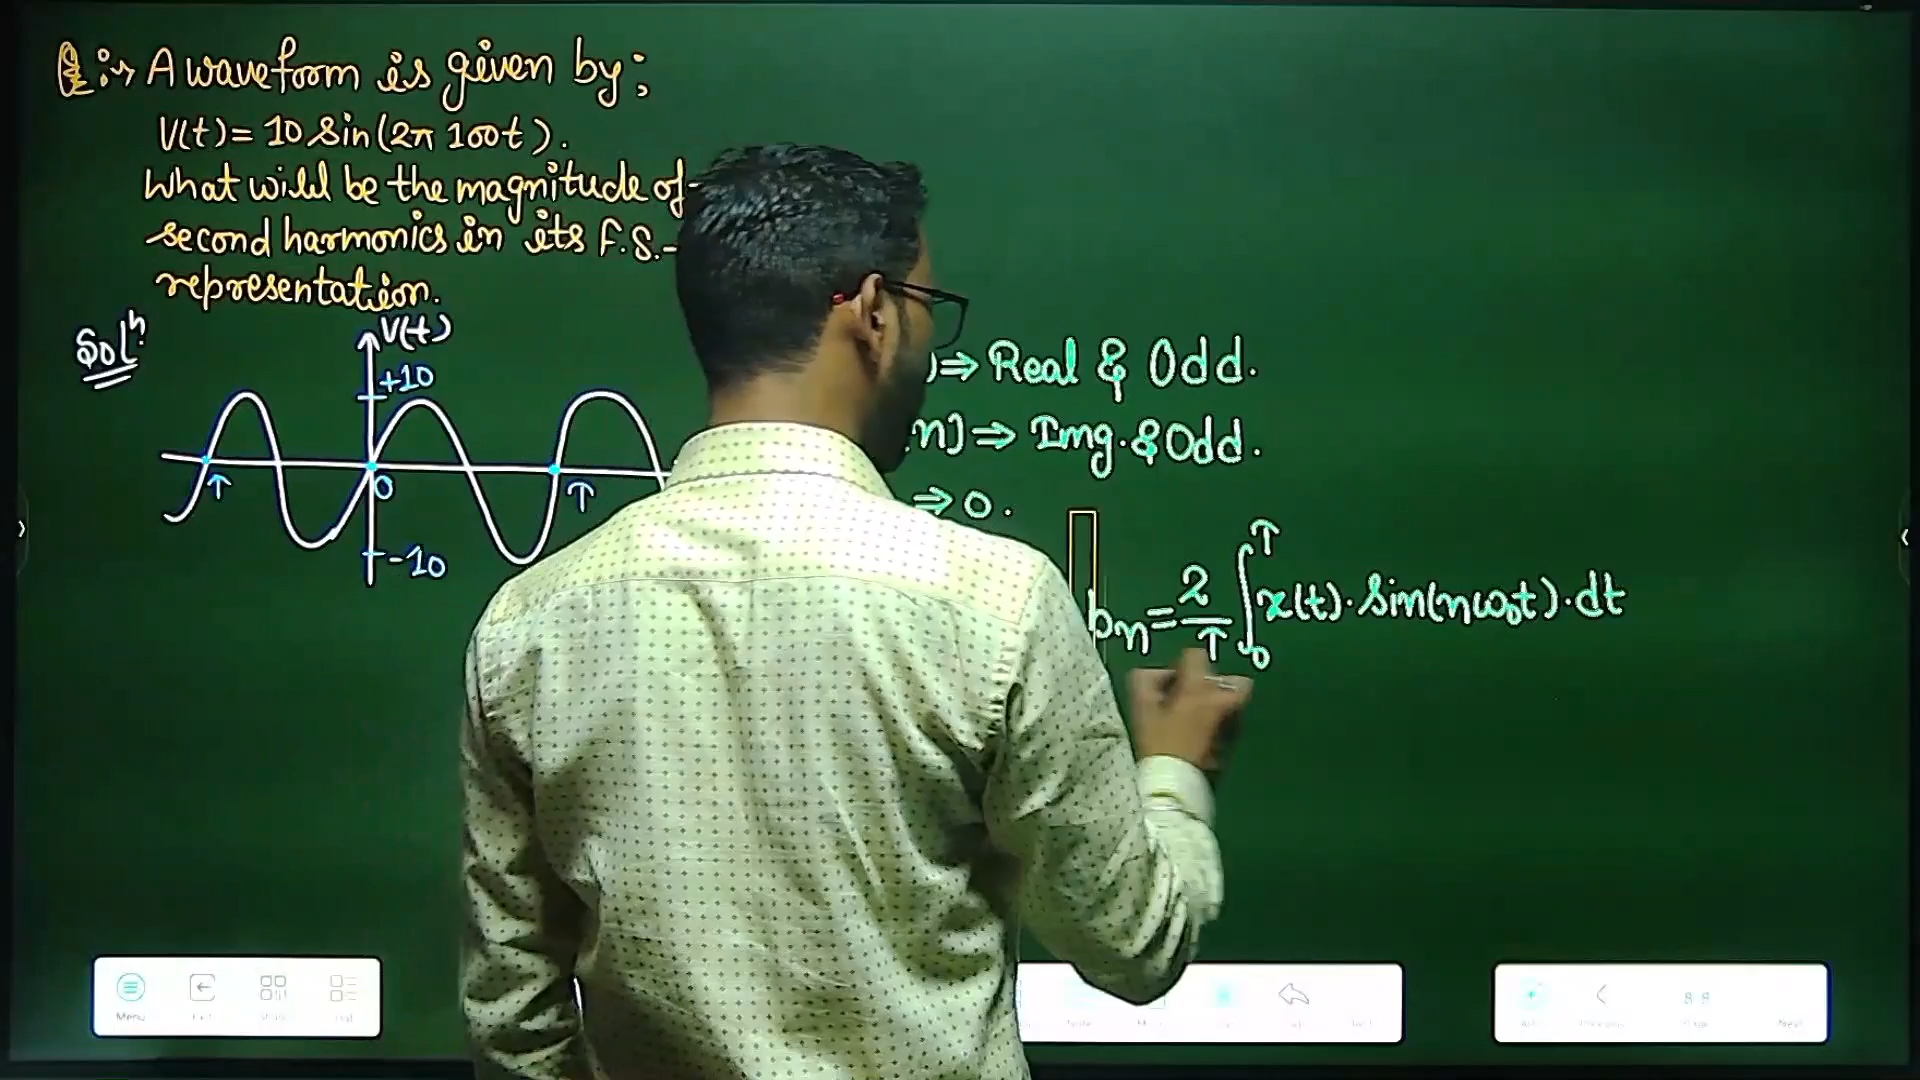 Q:→ A waveform is given by;
V(t) = 10 Sin(2π 100t).
What will be the magnitude of
second harmonics in its F.S.
representation.
Solⁿ:
V(t)
+10
T
0
T
-10
) ⇒ Real & Odd.
n] ⇒ Img. & Odd.
⇒ 0.
bn = 2/T ∫₀ᵀ x(t)·Sin(nω₀t)·dt
Menu